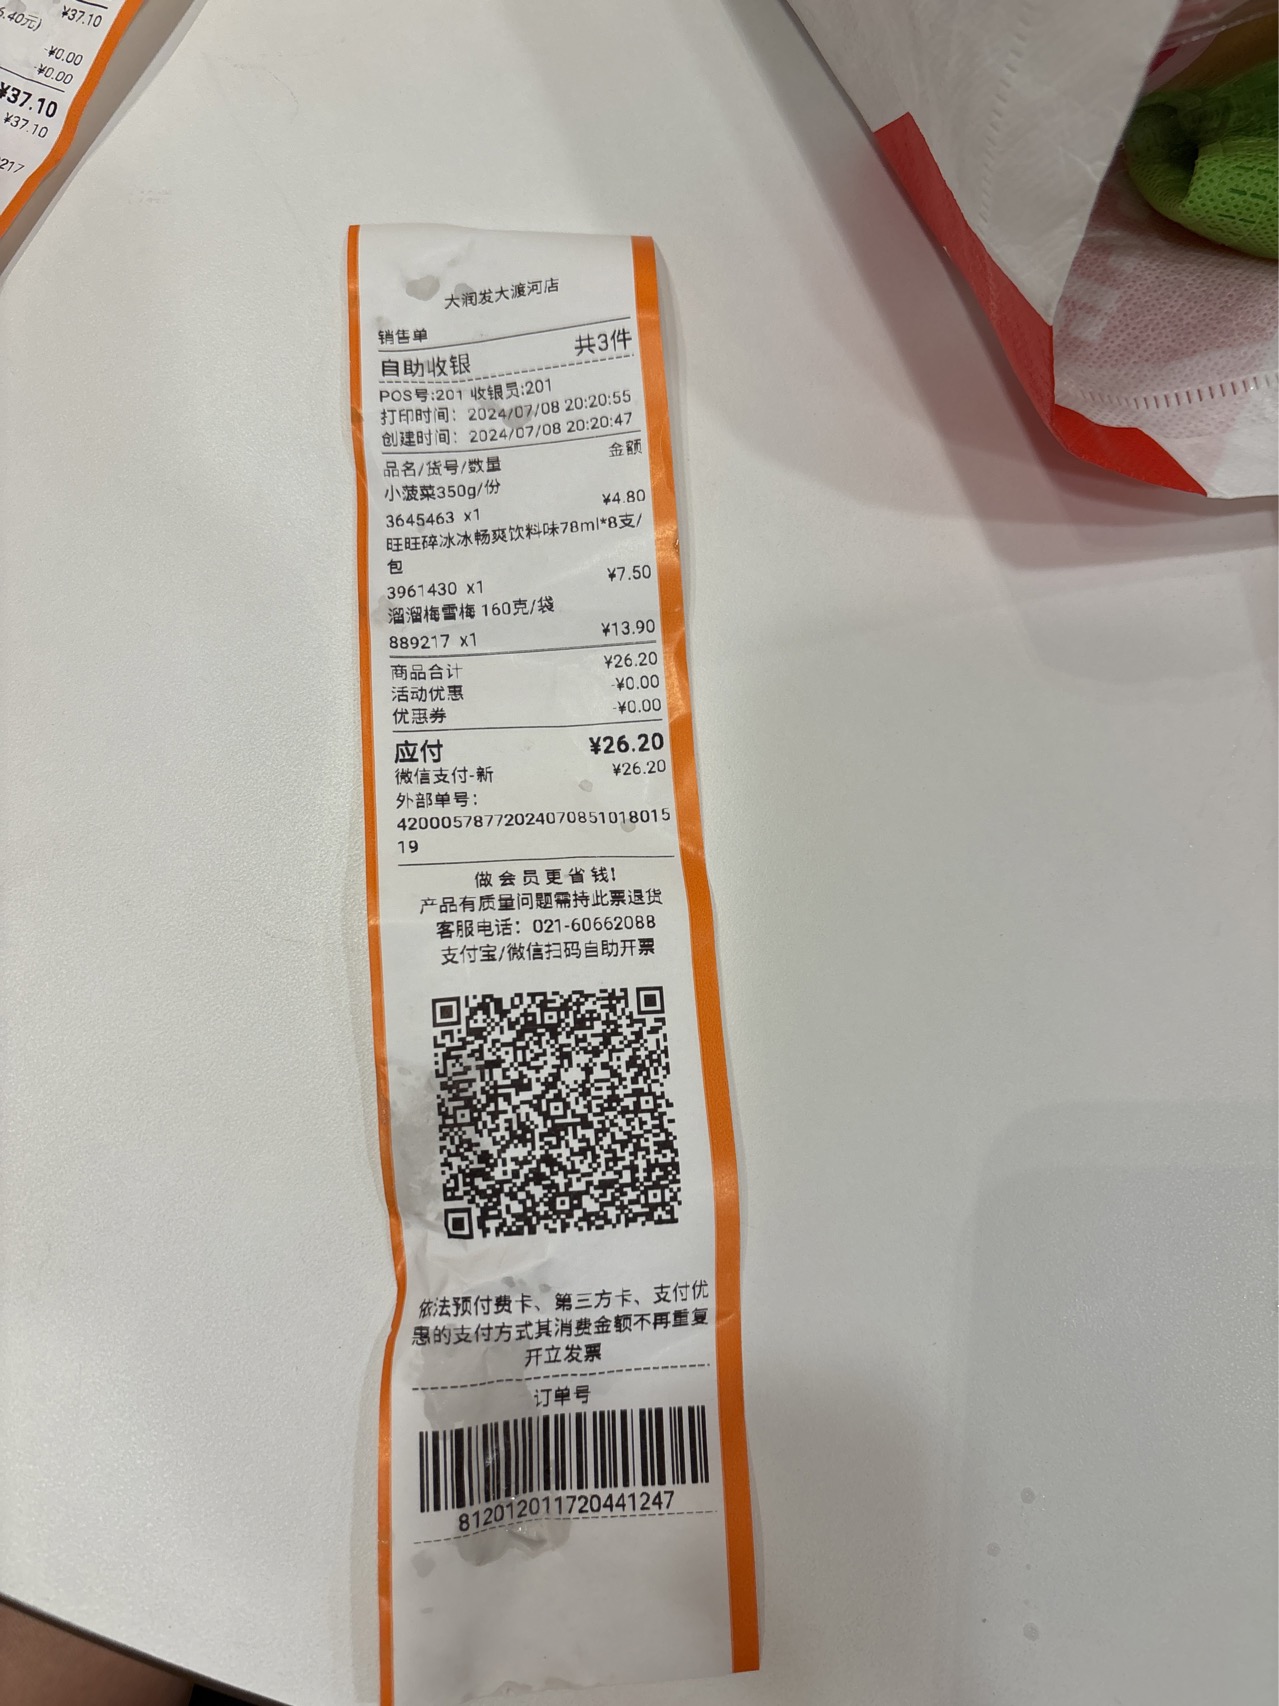 6.40元) ¥37.10
-¥0.00
-¥0.00
¥37.10
¥37.10
217
大润发大渡河店
销售单
自助收银 共3件
POS号:201 收银员:201
打印时间: 2024/07/08 20:20:55
创建时间: 2024/07/08 20:20:47
品名/货号/数量 金额
小菠菜350g/份
3645463 x1 ¥4.80
旺旺碎冰冰畅爽饮料味78ml*8支/
包
3961430 x1 ¥7.50
溜溜梅雪梅 160克/袋
889217 x1 ¥13.90
商品合计 ¥26.20
活动优惠 -¥0.00
优惠券 -¥0.00
应付 ¥26.20
微信支付-新 ¥26.20
外部单号:
42000578772024070851018015
19
做会员更省钱!
产品有质量问题需持此票退货
客服电话: 021-60662088
支付宝/微信扫码自助开票
依法预付费卡、第三方卡、支付优
惠的支付方式其消费金额不再重复
开立发票
订单号
812012011720441247